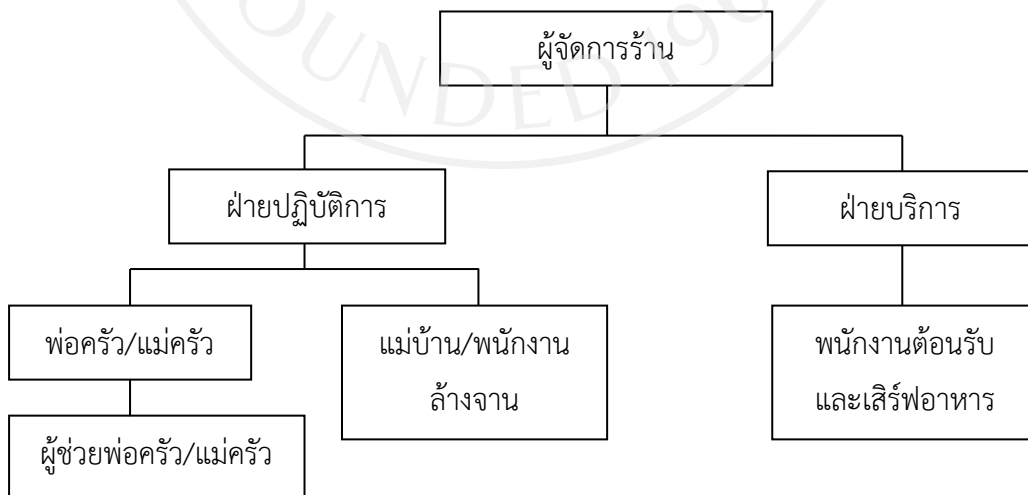 OUNDED 196
ผู้จัดการร้าน
ฝ่ายปฏิบัติการ
ฝ่ายบริการ
พ่อครัว/แม่ครัว
แม่บ้าน/พนักงาน
ล้างจาน
พนักงานต้อนรับ
และเสิร์ฟอาหาร
ผู้ช่วยพ่อครัว/แม่ครัว